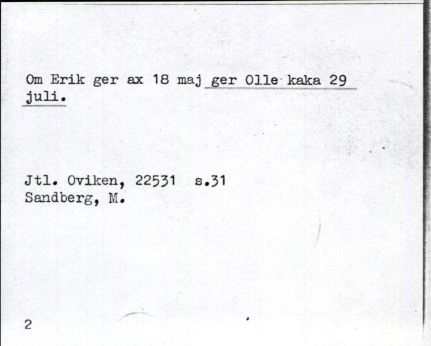 Om Erik ger ax 18 maj ger Olle kaka 29
juli.
Jtl. Oviken, 22531 s.31
Sandberg, M.
2